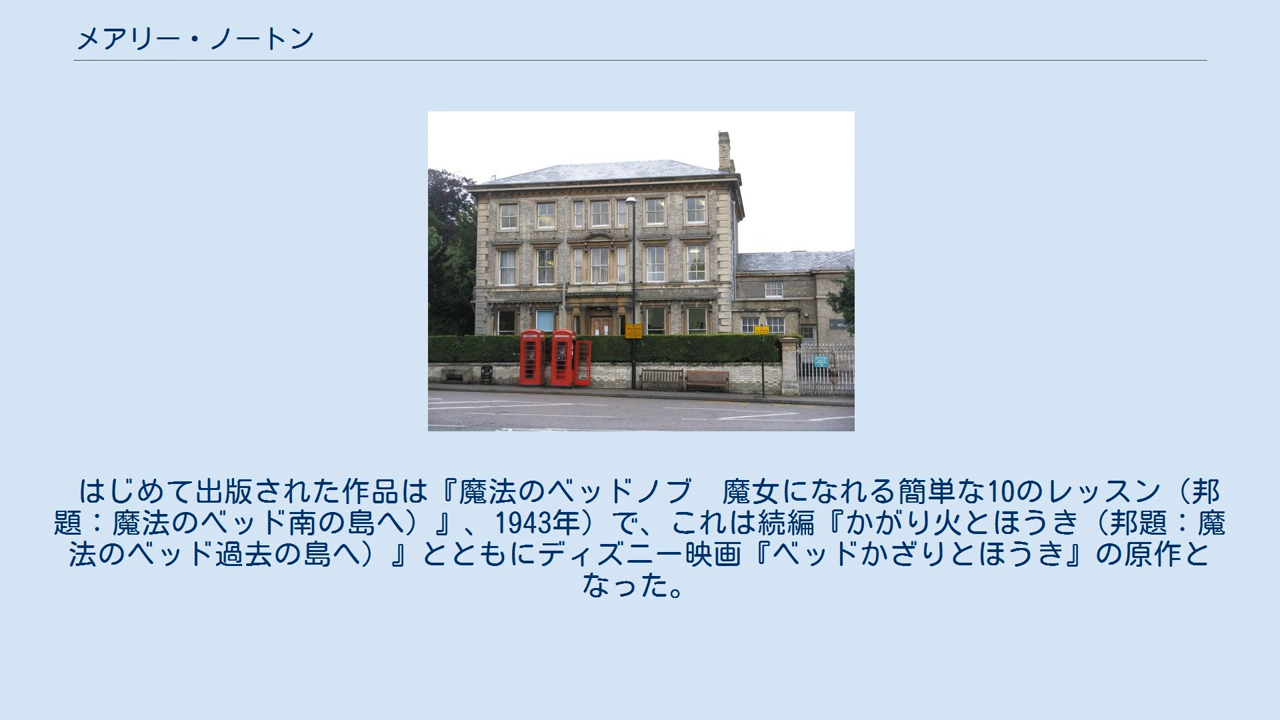 メアリー・ノートン
はじめて出版された作品は『魔法のベッドノブ　魔女になれる簡単な10のレッスン（邦
題：魔法のベッド南の島へ）』、1943年）で、これは続編『かがり火とほうき（邦題：魔
法のベッド過去の島へ）』とともにディズニー映画『ベッドかざりとほうき』の原作と
なった。